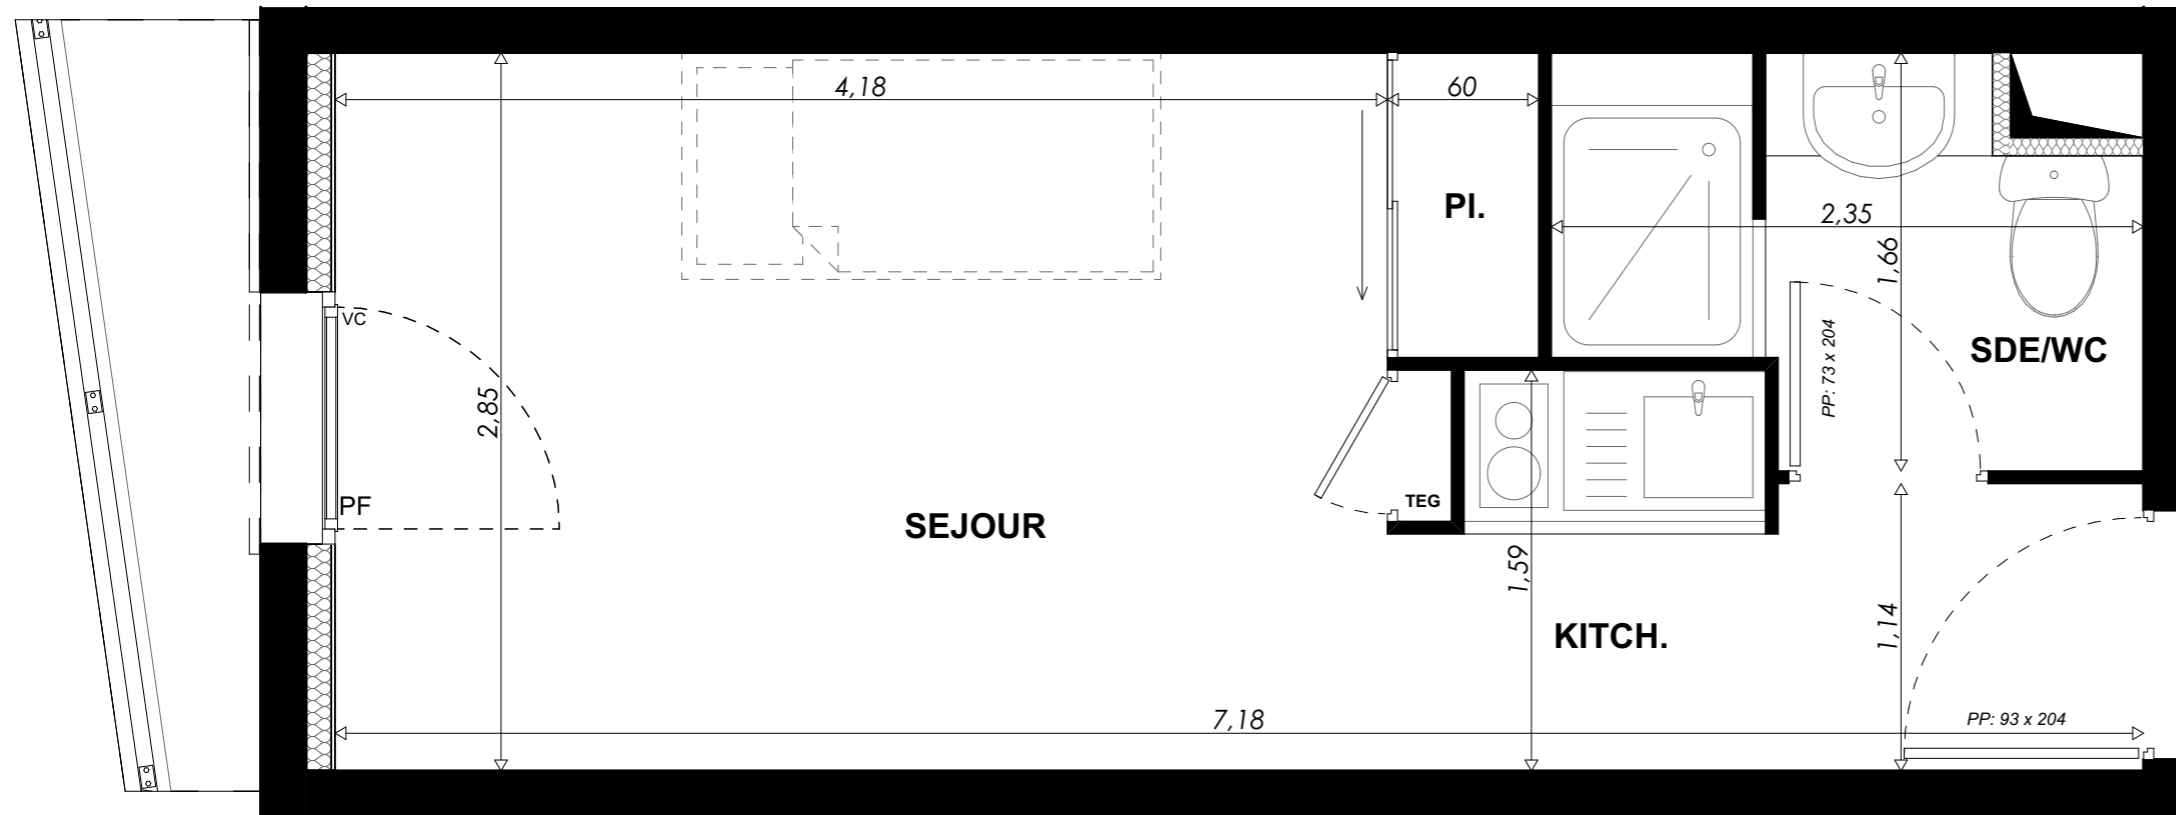 4,18
60
Pl.
2,35
1,66
VC
PP: 73 x 204
SDE/WC
2,85
PF
TEG
SEJOUR
1,59
KITCH.
1,14
7,18
PP: 93 x 204